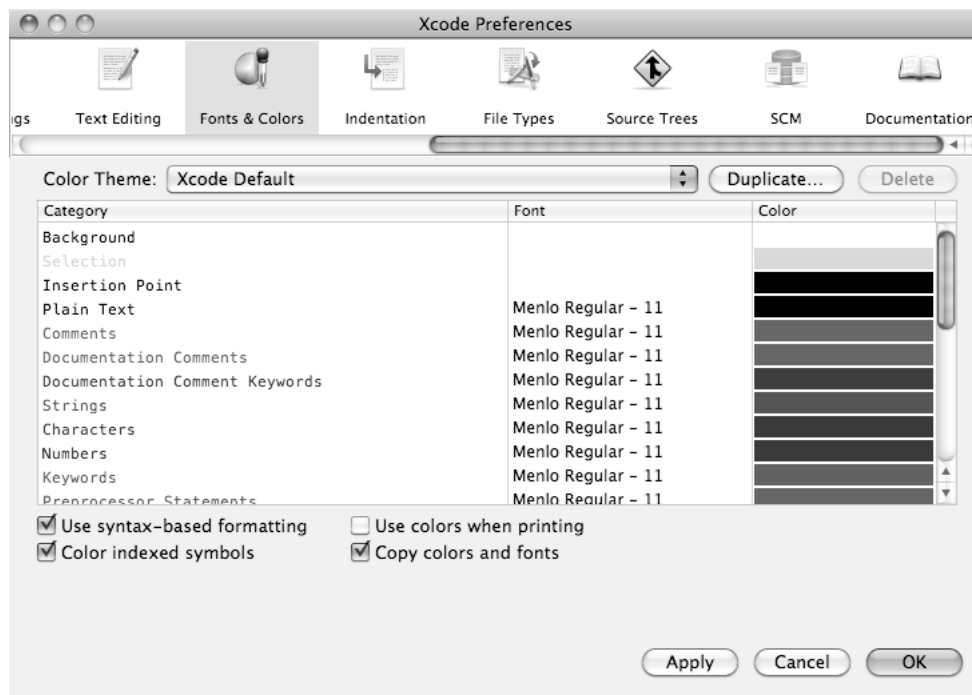 Xcode Preferences
gs Text Editing Fonts & Colors Indentation File Types Source Trees SCM Documentation
Color Theme: Xcode Default Duplicate... Delete
Category Font Color
Background
Selection
Insertion Point
Plain Text Menlo Regular – 11
Comments Menlo Regular – 11
Documentation Comments Menlo Regular – 11
Documentation Comment Keywords Menlo Regular – 11
Strings Menlo Regular – 11
Characters Menlo Regular – 11
Numbers Menlo Regular – 11
Keywords Menlo Regular – 11
Preprocessor Statements Menlo Regular – 11
Use syntax-based formatting Use colors when printing
Color indexed symbols Copy colors and fonts
Apply Cancel OK